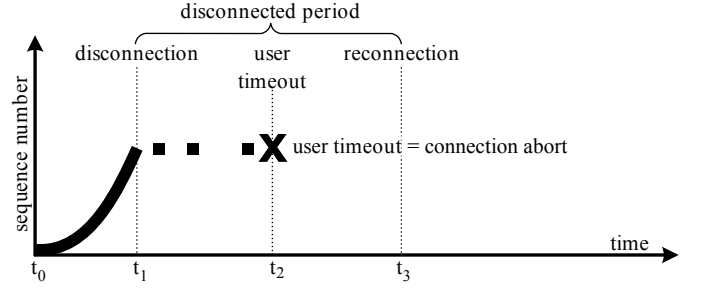 disconnected period
disconnection
user
timeout
reconnection
sequence number
X user timeout = connection abort
time
t0 t1 t2 t3